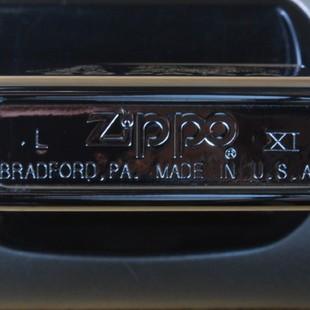 L Zippo® XI
BRADFORD, PA. MADE IN U.S.A